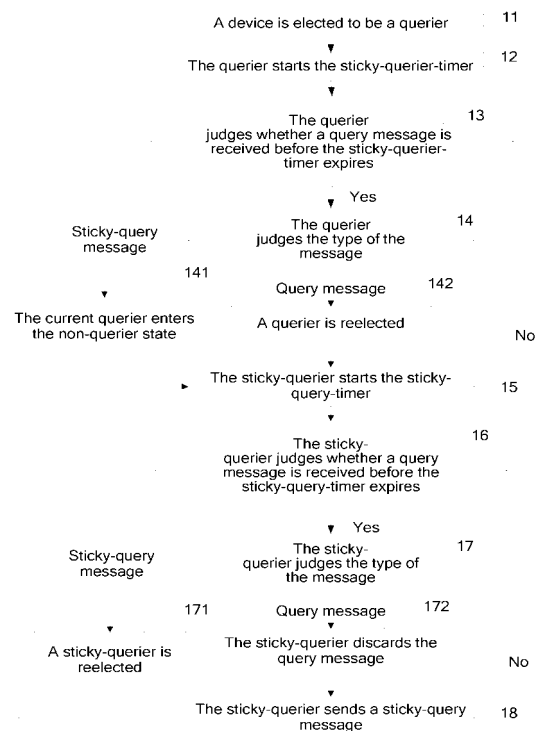 A device is elected to be a querier
11
The querier starts the sticky-querier-timer
12
The querier
judges whether a query message is
received before the sticky-querier-
timer expires
13
Yes
The querier
judges the type of the
message
14
Sticky-query
message
141
Query message
142
The current querier enters
the non-querier state
A querier is reelected
No
The sticky-querier starts the sticky-
query-timer
15
The sticky-
querier judges whether a query
message is received before the
sticky-query-timer expires
16
Yes
The sticky-
querier judges the type of
the message
17
Sticky-query
message
171
Query message
172
A sticky-querier is
reelected
The sticky-querier discards the
query message
No
The sticky-querier sends a sticky-query
message
18